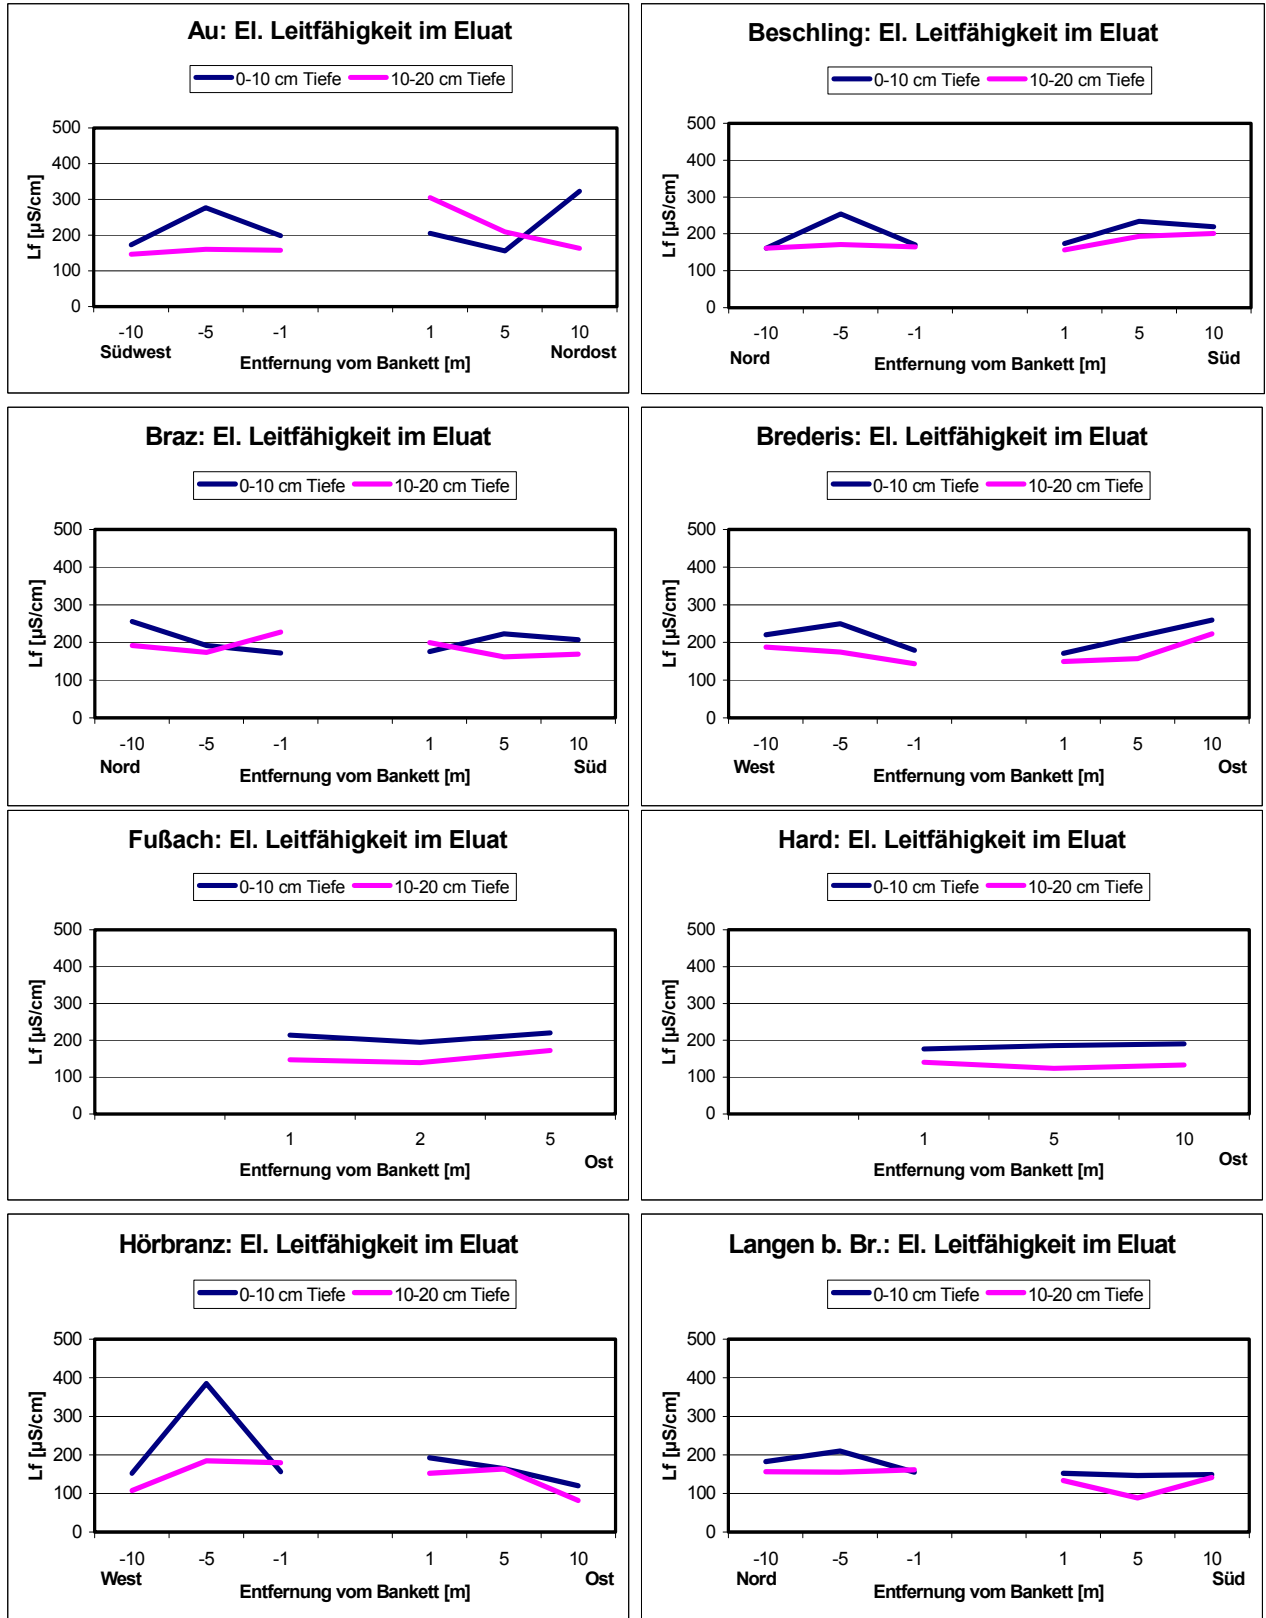 Au: El. Leitfähigkeit im Eluat
0-10 cm Tiefe 10-20 cm Tiefe
500
400
300
200
100
0
Lf [µS/cm]
-10 -5 -1 1 5 10
Südwest Entfernung vom Bankett [m] Nordost
Beschling: El. Leitfähigkeit im Eluat
0-10 cm Tiefe 10-20 cm Tiefe
500
400
300
200
100
0
Lf [µS/cm]
-10 -5 -1 1 5 10
Nord Entfernung vom Bankett [m] Süd
Braz: El. Leitfähigkeit im Eluat
0-10 cm Tiefe 10-20 cm Tiefe
500
400
300
200
100
0
Lf [µS/cm]
-10 -5 -1 1 5 10
Nord Entfernung vom Bankett [m] Süd
Brederis: El. Leitfähigkeit im Eluat
0-10 cm Tiefe 10-20 cm Tiefe
500
400
300
200
100
0
Lf [µS/cm]
-10 -5 -1 1 5 10
West Entfernung vom Bankett [m] Ost
Fußach: El. Leitfähigkeit im Eluat
0-10 cm Tiefe 10-20 cm Tiefe
500
400
300
200
100
0
Lf [µS/cm]
1 2 5
Entfernung vom Bankett [m] Ost
Hard: El. Leitfähigkeit im Eluat
0-10 cm Tiefe 10-20 cm Tiefe
500
400
300
200
100
0
Lf [µS/cm]
1 5 10
Entfernung vom Bankett [m] Ost
Hörbranz: El. Leitfähigkeit im Eluat
0-10 cm Tiefe 10-20 cm Tiefe
500
400
300
200
100
0
Lf [µS/cm]
-10 -5 -1 1 5 10
West Entfernung vom Bankett [m] Ost
Langen b. Br.: El. Leitfähigkeit im Eluat
0-10 cm Tiefe 10-20 cm Tiefe
500
400
300
200
100
0
Lf [µS/cm]
-10 -5 -1 1 5 10
Nord Entfernung vom Bankett [m] Süd